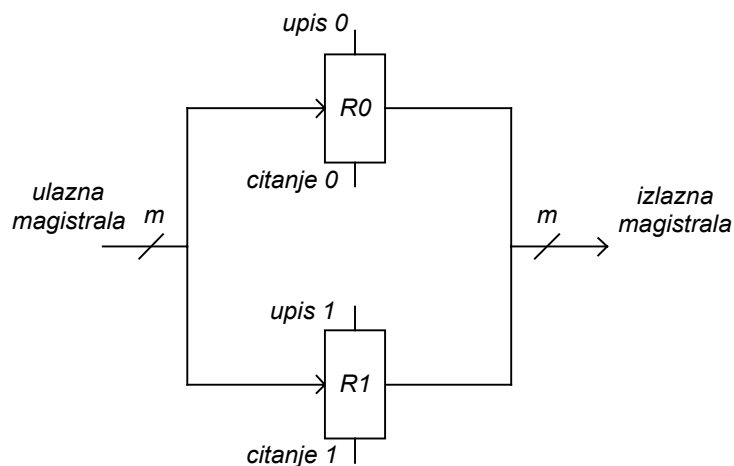 upis 0
R0
citanje 0
ulazna
magistrala
m
m
izlazna
magistrala
upis 1
R1
citanje 1